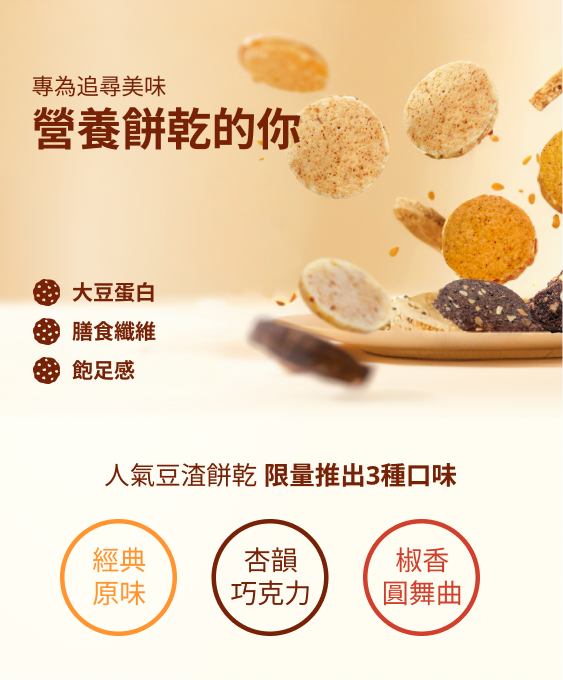 專為追尋美味
營養餅乾的你
大豆蛋白
膳食纖維
飽足感
人氣豆渣餅乾 限量推出3種口味
經典
原味
杏韻
巧克力
椒香
圓舞曲